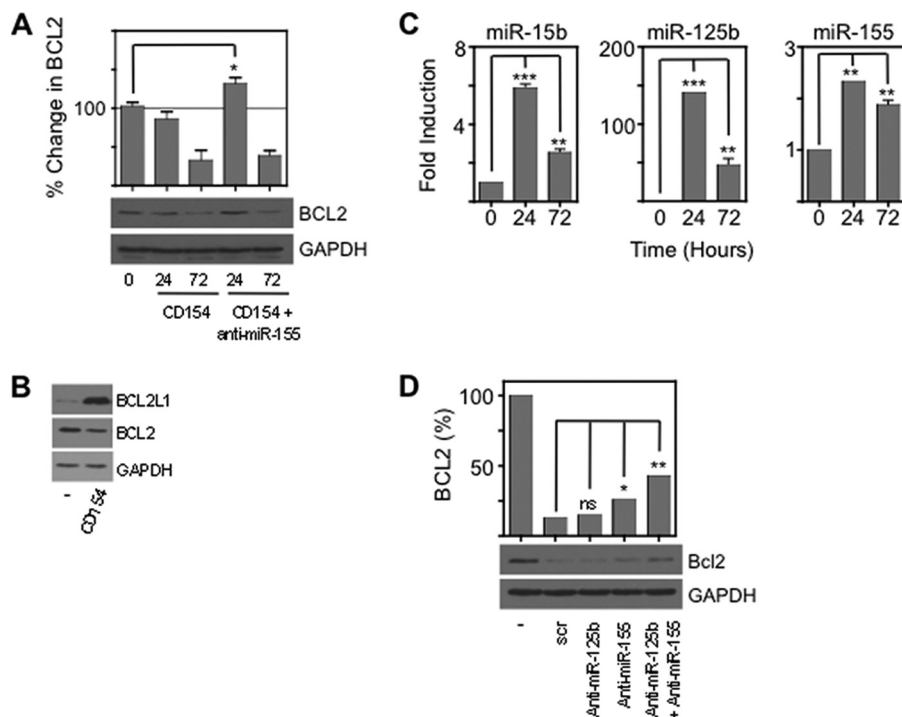 A
% Change in BCL2
100
*
BCL2
GAPDH
0 24 72 24 72
CD154 CD154 +
anti-miR-155
B
BCL2L1
BCL2
GAPDH
- CD154
C
miR-15b miR-125b miR-155
Fold Induction
8
4
***
**
0 24 72
200
100
***
**
0 24 72
3
1
**
**
0 24 72
Time (Hours)
D
BCL2 (%)
100
50
ns
*
**
Bcl2
GAPDH
-
scr
Anti-miR-125b
Anti-miR-155
Anti-miR-125b
+ Anti-miR-155